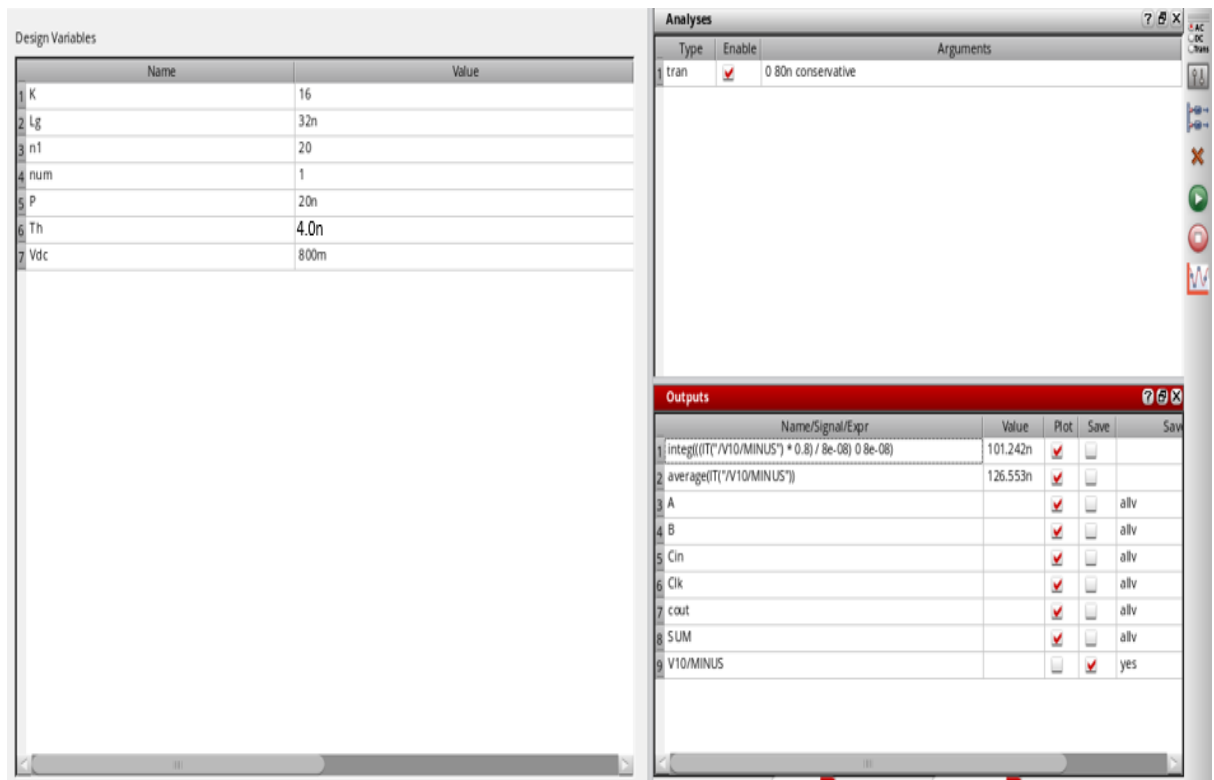 Design Variables
Name Value
1 K 16
2 Lg 32n
3 n1 20
4 num 1
5 P 20n
6 Th 4.0n
7 Vdc 800m
Analyses
Type Enable Arguments
1 tran 0 80n conservative
AC
DC
Trans
Outputs
Name/Signal/Expr Value Plot Save Sav
1 integ(((IT("/V10/MINUS") * 0.8) / 8e-08) 0 8e-08) 101.242n
2 average(IT("/V10/MINUS")) 126.553n
3 A allv
4 B allv
5 Cin allv
6 Clk allv
7 cout allv
8 SUM allv
9 V10/MINUS yes